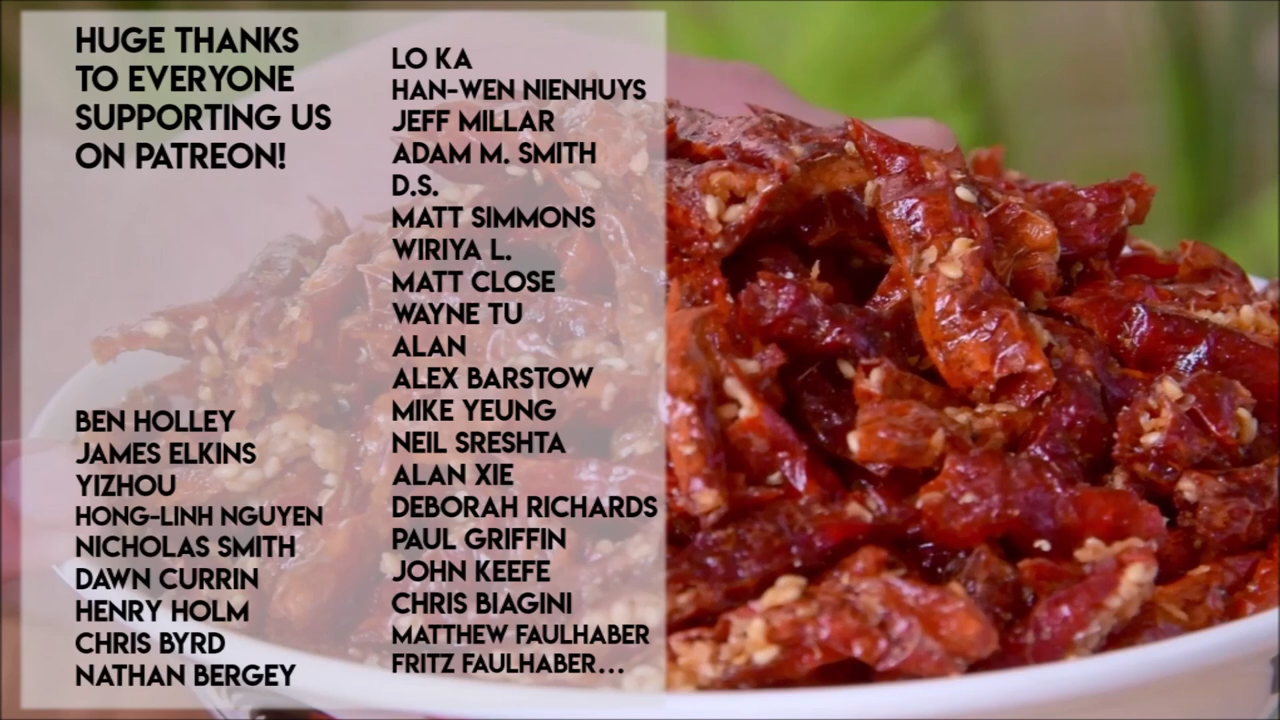 HUGE THANKS
TO EVERYONE
SUPPORTING US
ON PATREON!
BEN HOLLEY
JAMES ELKINS
YIZHOU
HONG-LINH NGUYEN
NICHOLAS SMITH
DAWN CURRIN
HENRY HOLM
CHRIS BYRD
NATHAN BERGEY
LO KA
HAN-WEN NIENHUYS
JEFF MILLAR
ADAM M. SMITH
D.S.
MATT SIMMONS
WIRIYA L.
MATT CLOSE
WAYNE TU
ALAN
ALEX BARSTOW
MIKE YEUNG
NEIL SRESHTA
ALAN XIE
DEBORAH RICHARDS
PAUL GRIFFIN
JOHN KEEFE
CHRIS BIAGINI
MATTHEW FAULHABER
FRITZ FAULHABER...